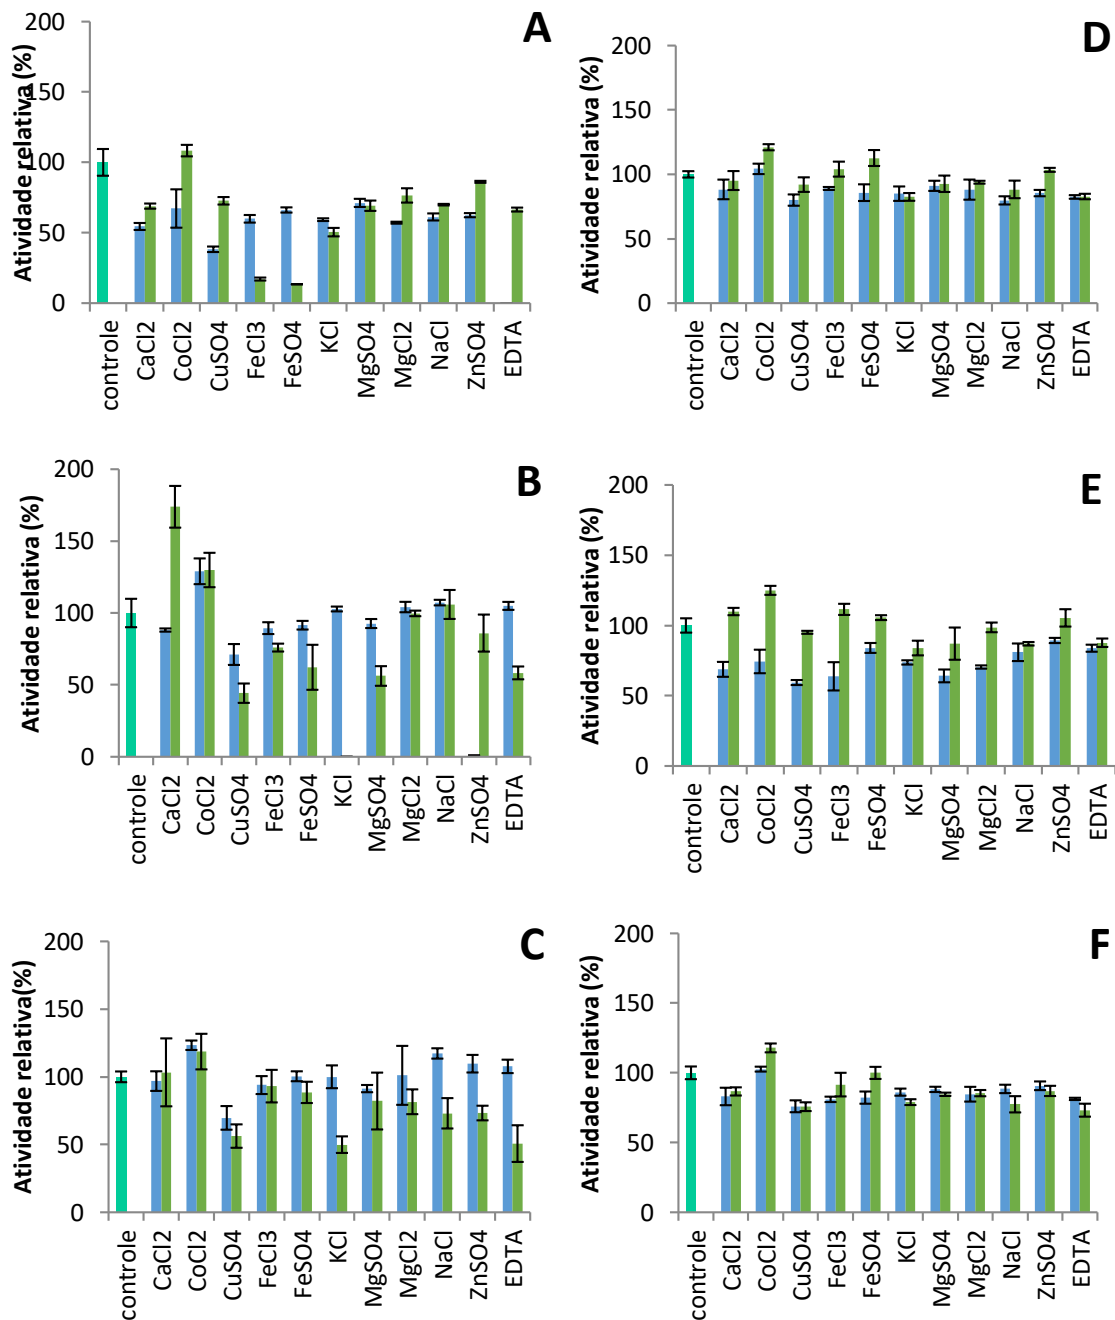 A
Atividade relativa (%)
200
150
100
50
0
controle
CaCl2
CoCl2
CuSO4
FeCl3
FeSO4
KCl
MgSO4
MgCl2
NaCl
ZnSO4
EDTA
D
Atividade relativa (%)
200
150
100
50
0
controle
CaCl2
CoCl2
CuSO4
FeCl3
FeSO4
KCl
MgSO4
MgCl2
NaCl
ZnSO4
EDTA
B
Atividade relativa (%)
200
150
100
50
0
controle
CaCl2
CoCl2
CuSO4
FeCl3
FeSO4
KCl
MgSO4
MgCl2
NaCl
ZnSO4
EDTA
E
Atividade relativa (%)
200
150
100
50
0
controle
CaCl2
CoCl2
CuSO4
FeCl3
FeSO4
KCl
MgSO4
MgCl2
NaCl
ZnSO4
EDTA
C
Atividade relativa(%)
200
150
100
50
0
controle
CaCl2
CoCl2
CuSO4
FeCl3
FeSO4
KCl
MgSO4
MgCl2
NaCl
ZnSO4
EDTA
F
Atividade relativa (%)
200
150
100
50
0
controle
CaCl2
CoCl2
CuSO4
FeCl3
FeSO4
KCl
MgSO4
MgCl2
NaCl
ZnSO4
EDTA